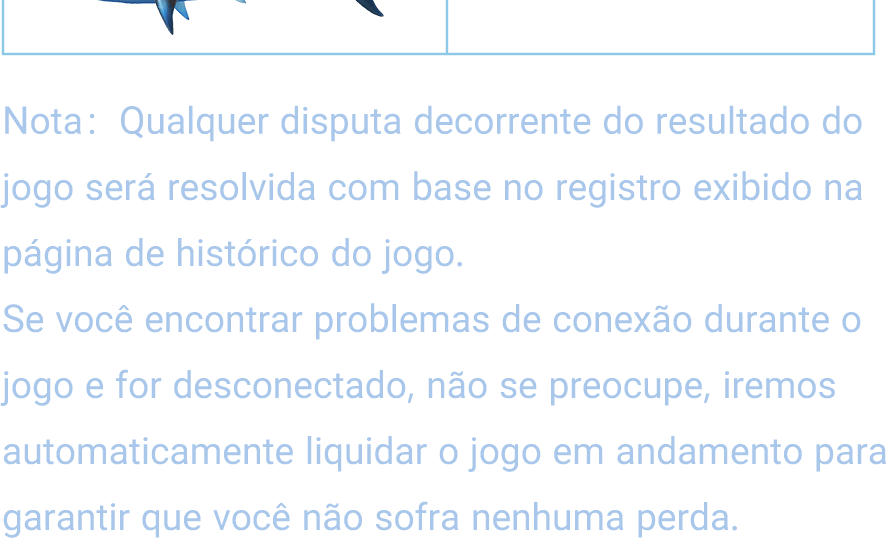 Nota:  Qualquer disputa decorrente do resultado do
jogo será resolvida com base no registro exibido na
página de histórico do jogo.
Se você encontrar problemas de conexão durante o
jogo e for desconectado, não se preocupe, iremos
automaticamente liquidar o jogo em andamento para
garantir que você não sofra nenhuma perda.